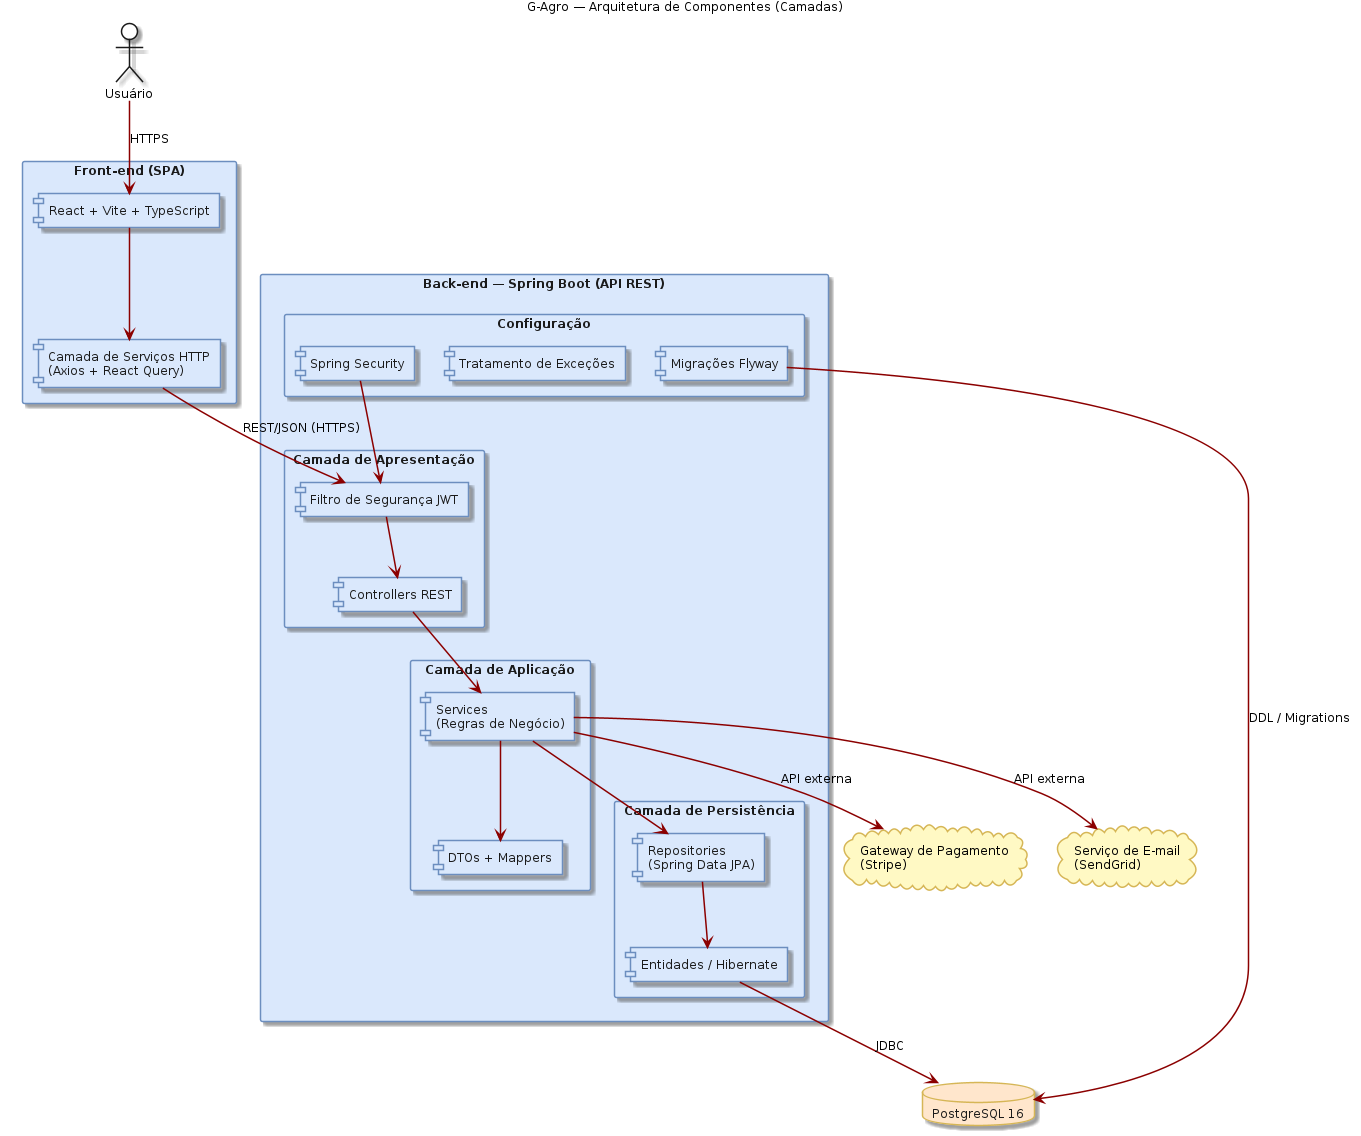 G-Agro — Arquitetura de Componentes (Camadas)
Usuário
HTTPS
Front-end (SPA)
React + Vite + TypeScript
Camada de Serviços HTTP
(Axios + React Query)
REST/JSON (HTTPS)
Back-end — Spring Boot (API REST)
Configuração
Spring Security
Tratamento de Exceções
Migrações Flyway
Camada de Apresentação
Filtro de Segurança JWT
Controllers REST
Camada de Aplicação
Services
(Regras de Negócio)
DTOs + Mappers
Camada de Persistência
Repositories
(Spring Data JPA)
Entidades / Hibernate
API externa
API externa
Gateway de Pagamento
(Stripe)
Serviço de E-mail
(SendGrid)
DDL / Migrations
JDBC
PostgreSQL 16